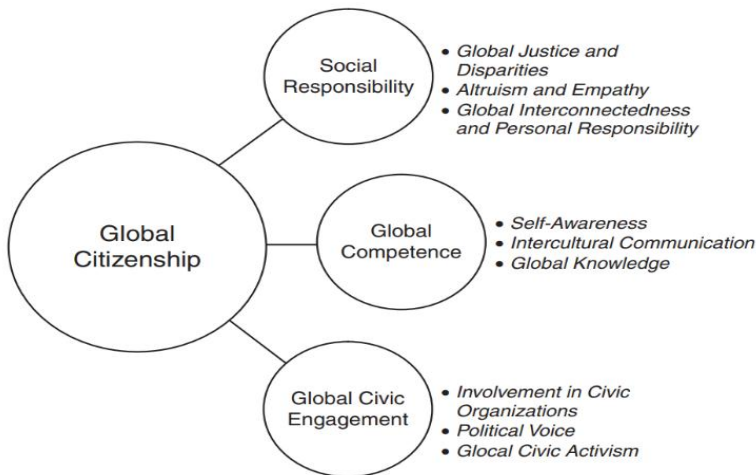 Social
Responsibility
• Global Justice and
Disparities
• Altruism and Empathy
• Global Interconnectedness
and Personal Responsibility
Global
Citizenship
Global
Competence
• Self-Awareness
• Intercultural Communication
• Global Knowledge
Global Civic
Engagement
• Involvement in Civic
Organizations
• Political Voice
• Glocal Civic Activism